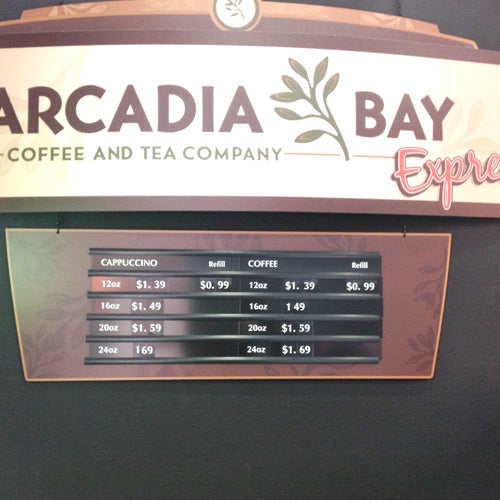 ARCADIA BAY
COFFEE AND TEA COMPANY
Expre
CAPPUCCINO Refill COFFEE Refill
12oz $1.39 $0.99 12oz $1.39 $0.99
16oz $1.49 16oz 1 49
20oz $1.59 20oz $1.59
24oz 169 24oz $1.69